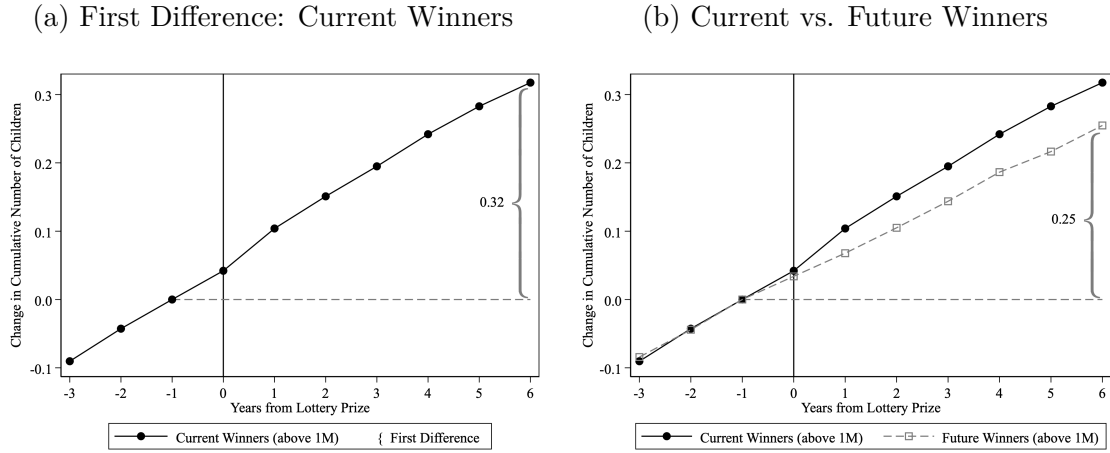 (a) First Difference: Current Winners
Change in Cumulative Number of Children
0.3
0.2
0.1
0.0
-0.1
0.32
-3 -2 -1 0 1 2 3 4 5 6
Years from Lottery Prize
Current Winners (above 1M) { First Difference
(b) Current vs. Future Winners
Change in Cumulative Number of Children
0.3
0.2
0.1
0.0
-0.1
0.25
-3 -2 -1 0 1 2 3 4 5 6
Years from Lottery Prize
Current Winners (above 1M) Future Winners (above 1M)